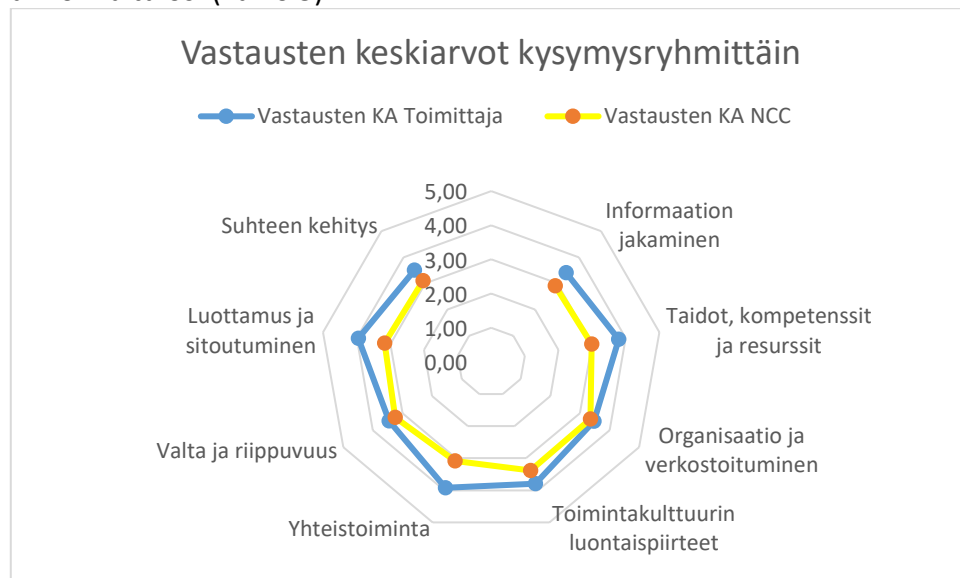 Vastausten keskiarvot kysymysryhmittäin
Vastausten KA Toimittaja
Vastausten KA NCC
5,00
4,00
3,00
2,00
1,00
0,00
Informaation
jakaminen
Taidot, kompetenssit
ja resurssit
Organisaatio ja
verkostoituminen
Toimintakulttuurin
luontaispiirteet
Yhteistoiminta
Valta ja riippuvuus
Luottamus ja
sitoutuminen
Suhteen kehitys